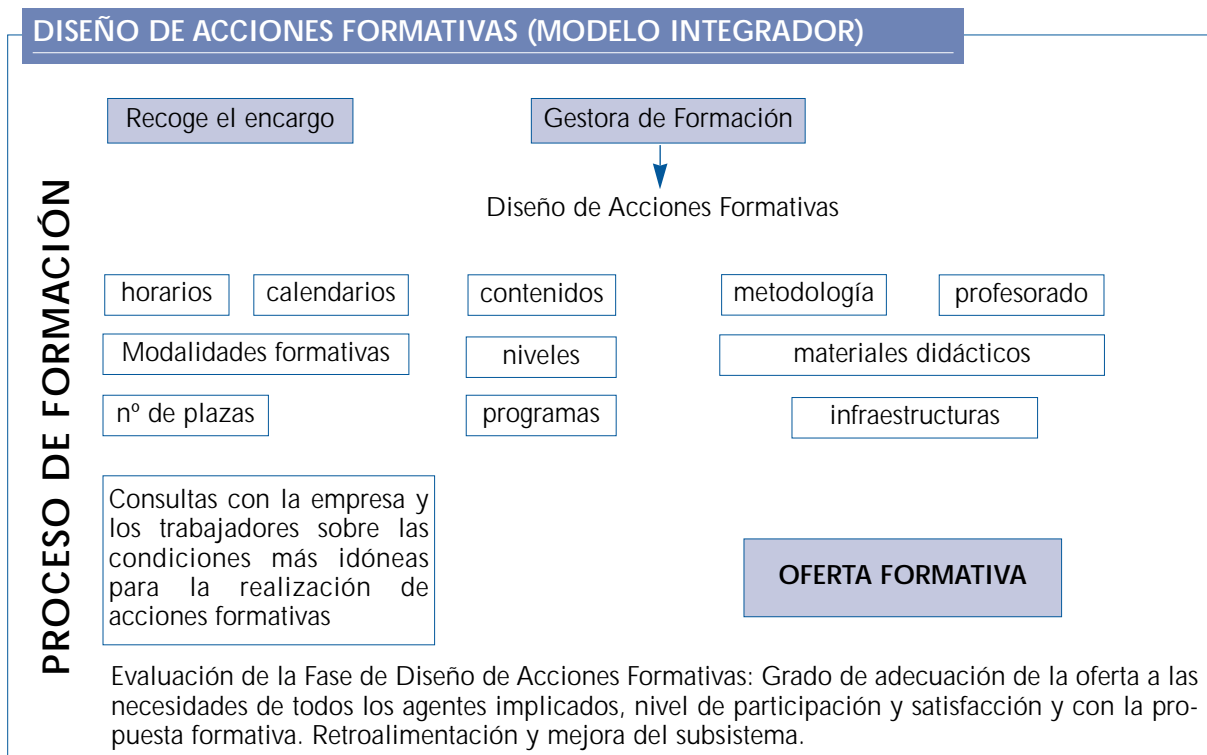 DISEÑO DE ACCIONES FORMATIVAS (MODELO INTEGRADOR)
PROCESO DE FORMACIÓN
Recoge el encargo
Gestora de Formación
Diseño de Acciones Formativas
horarios
calendarios
contenidos
metodología
profesorado
Modalidades formativas
niveles
materiales didácticos
nº de plazas
programas
infraestructuras
Consultas con la empresa y
los trabajadores sobre las
condiciones más idóneas
para la realización de
acciones formativas
OFERTA FORMATIVA
Evaluación de la Fase de Diseño de Acciones Formativas: Grado de adecuación de la oferta a las
necesidades de todos los agentes implicados, nivel de participación y satisfacción y con la pro-
puesta formativa. Retroalimentación y mejora del subsistema.